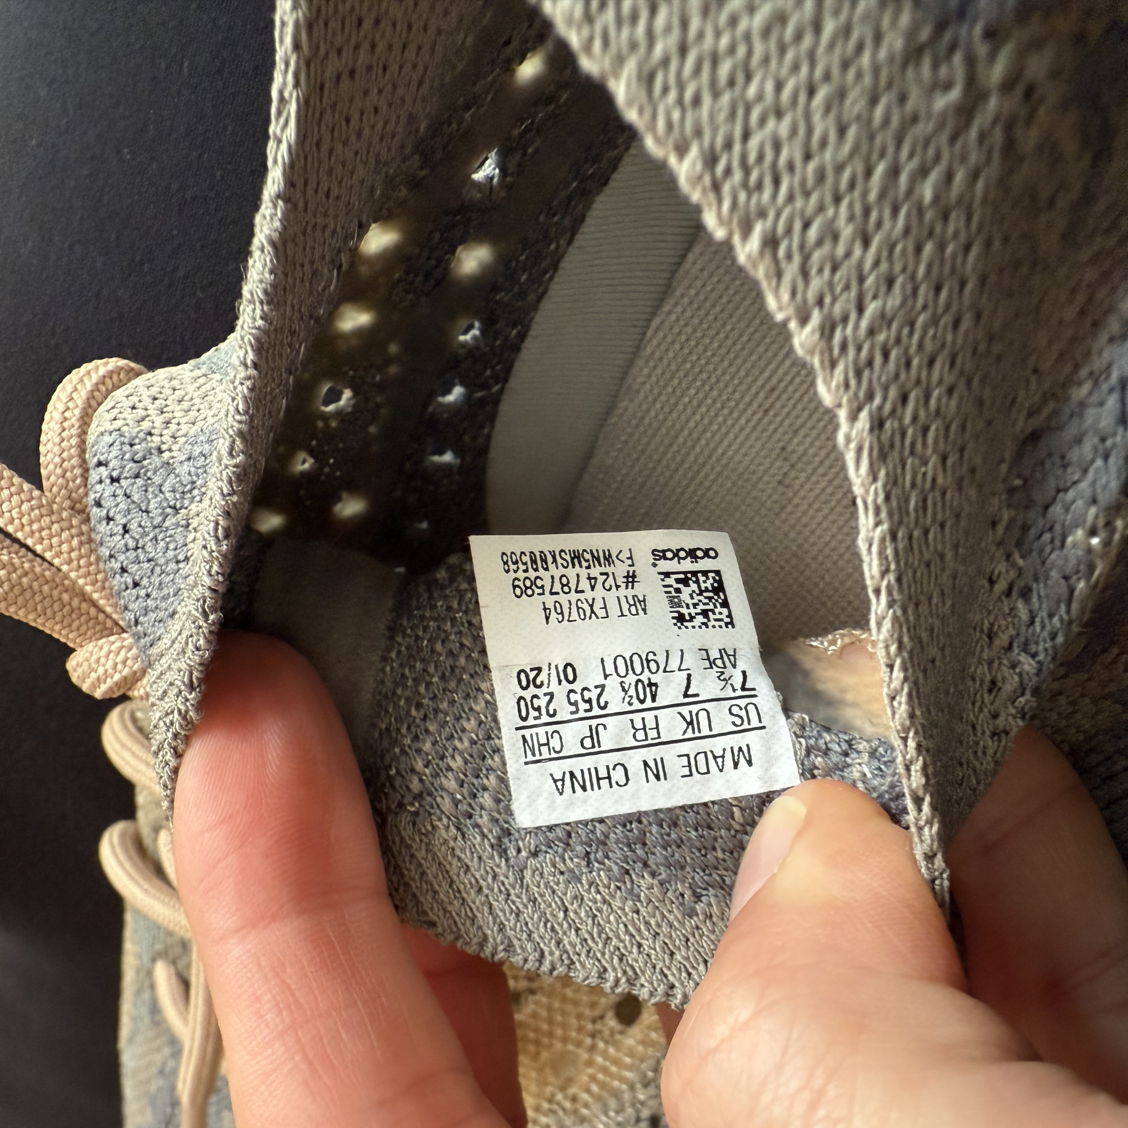 MADE IN CHINA
US UK FR JP CHN
7½ 7 40⅔ 255 250
APE 779001 01/20
ART FX9764
#124787589
adidas